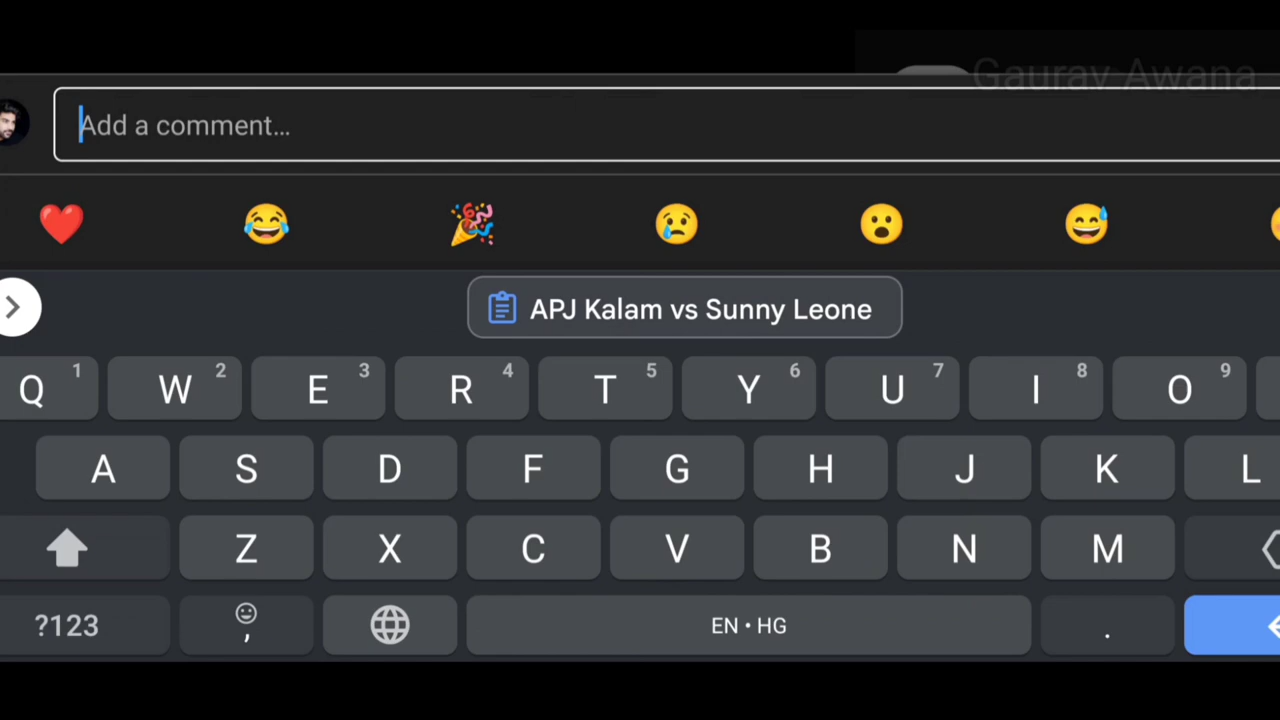 Gaurav Awana
Add a comment...
APJ Kalam vs Sunny Leone
Q 1 W 2 E 3 R 4 T 5 Y 6 U 7 I 8 O 9
A S D F G H J K L
Z X C V B N M
?123 , EN • HG .